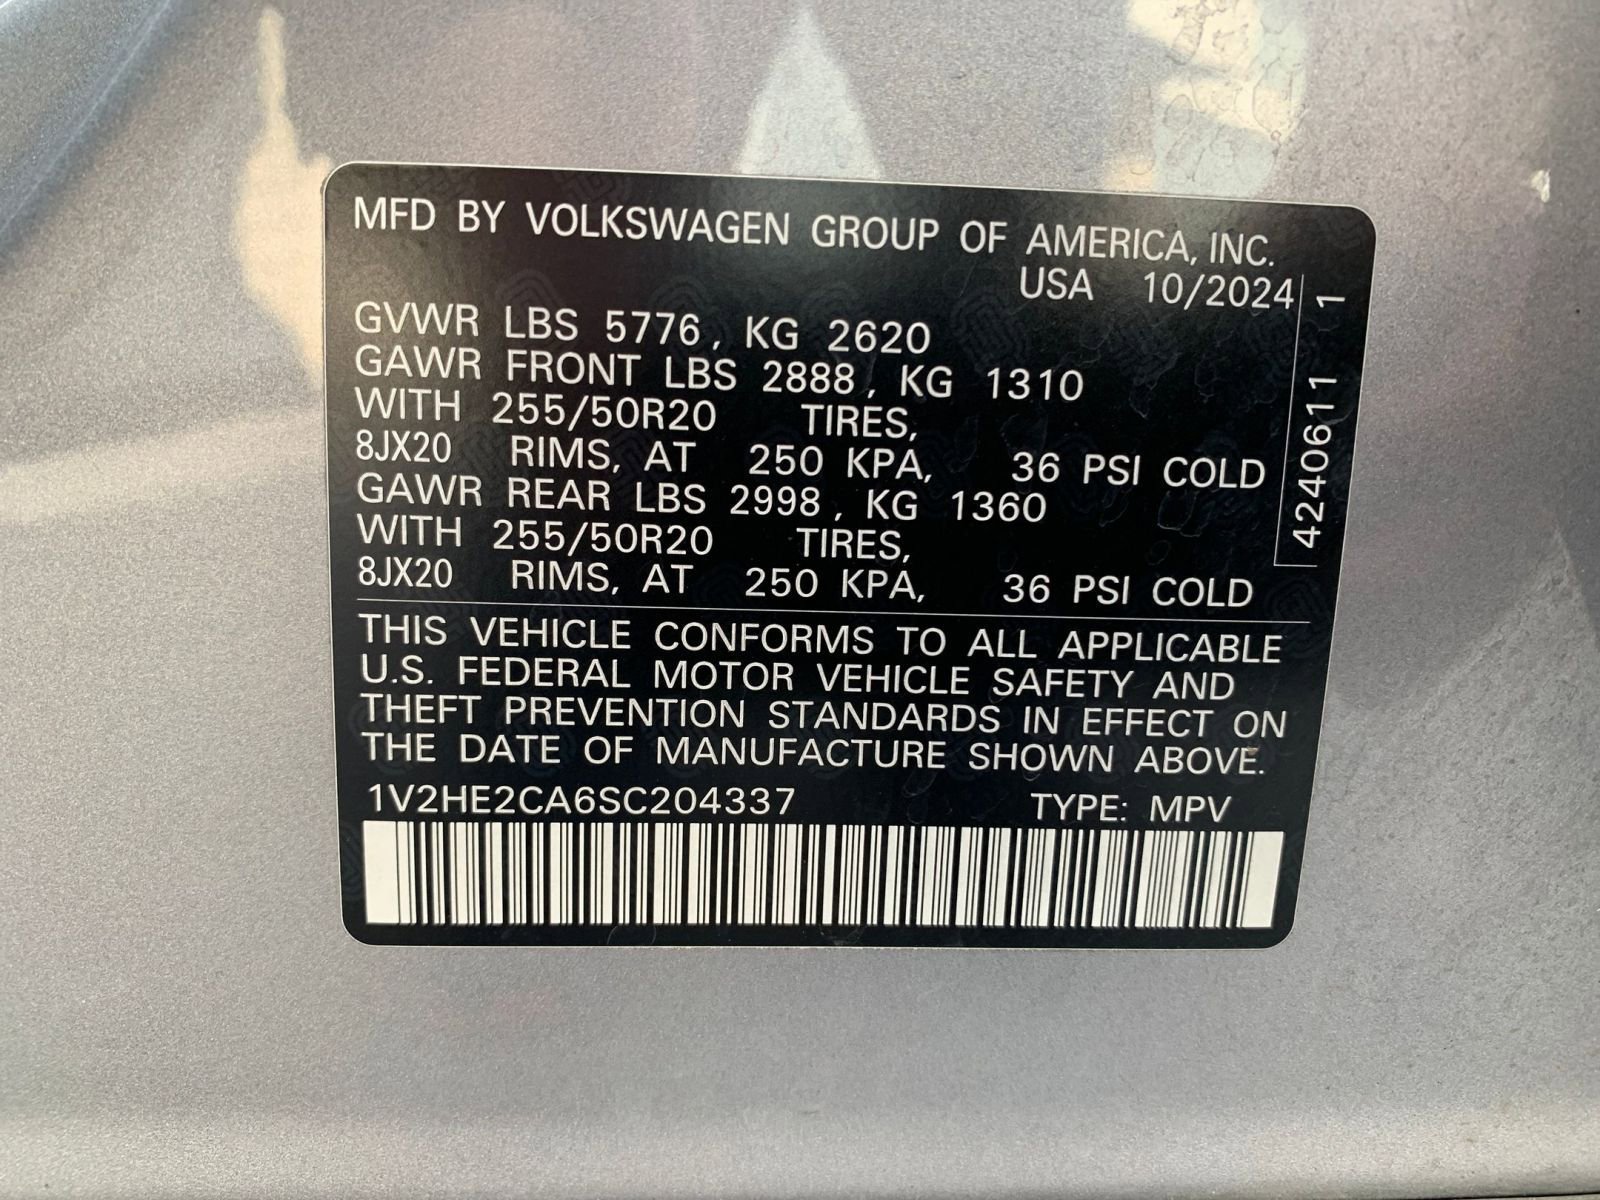 MFD BY VOLKSWAGEN GROUP OF AMERICA, INC.
USA 10/2024
GVWR LBS 5776, KG 2620
GAWR FRONT LBS 2888, KG 1310
WITH 255/50R20 TIRES,
8JX20 RIMS, AT 250 KPA, 36 PSI COLD
GAWR REAR LBS 2998, KG 1360
WITH 255/50R20 TIRES,
8JX20 RIMS, AT 250 KPA, 36 PSI COLD
4240611 1
THIS VEHICLE CONFORMS TO ALL APPLICABLE
U.S. FEDERAL MOTOR VEHICLE SAFETY AND
THEFT PREVENTION STANDARDS IN EFFECT ON
THE DATE OF MANUFACTURE SHOWN ABOVE.
1V2HE2CA6SC204337 TYPE: MPV